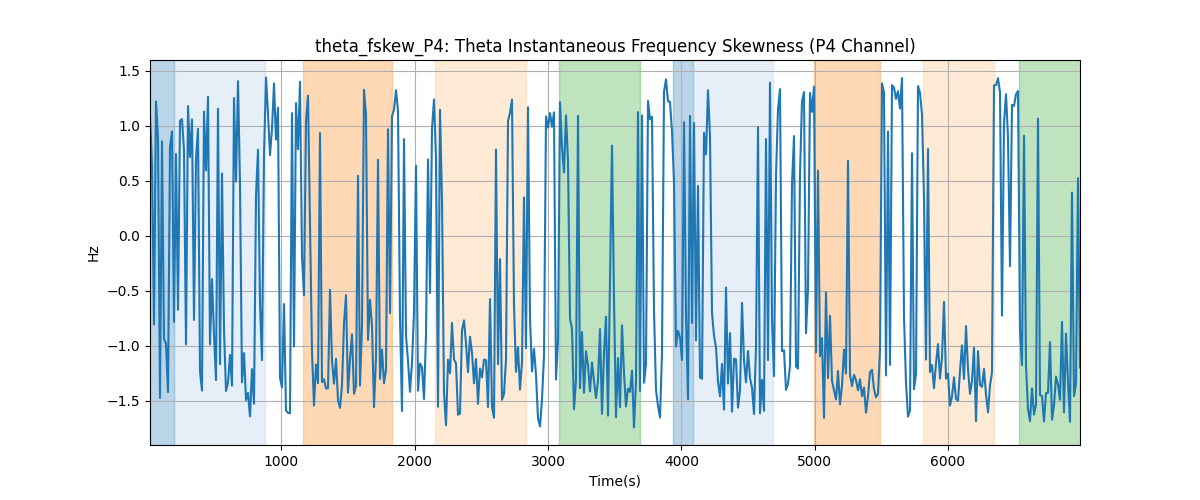 theta_fskew_P4: Theta Instantaneous Frequency Skewness (P4 Channel)
1.5
1.0
0.5
0.0
−0.5
−1.0
−1.5
Hz
1000 2000 3000 4000 5000 6000
Time(s)